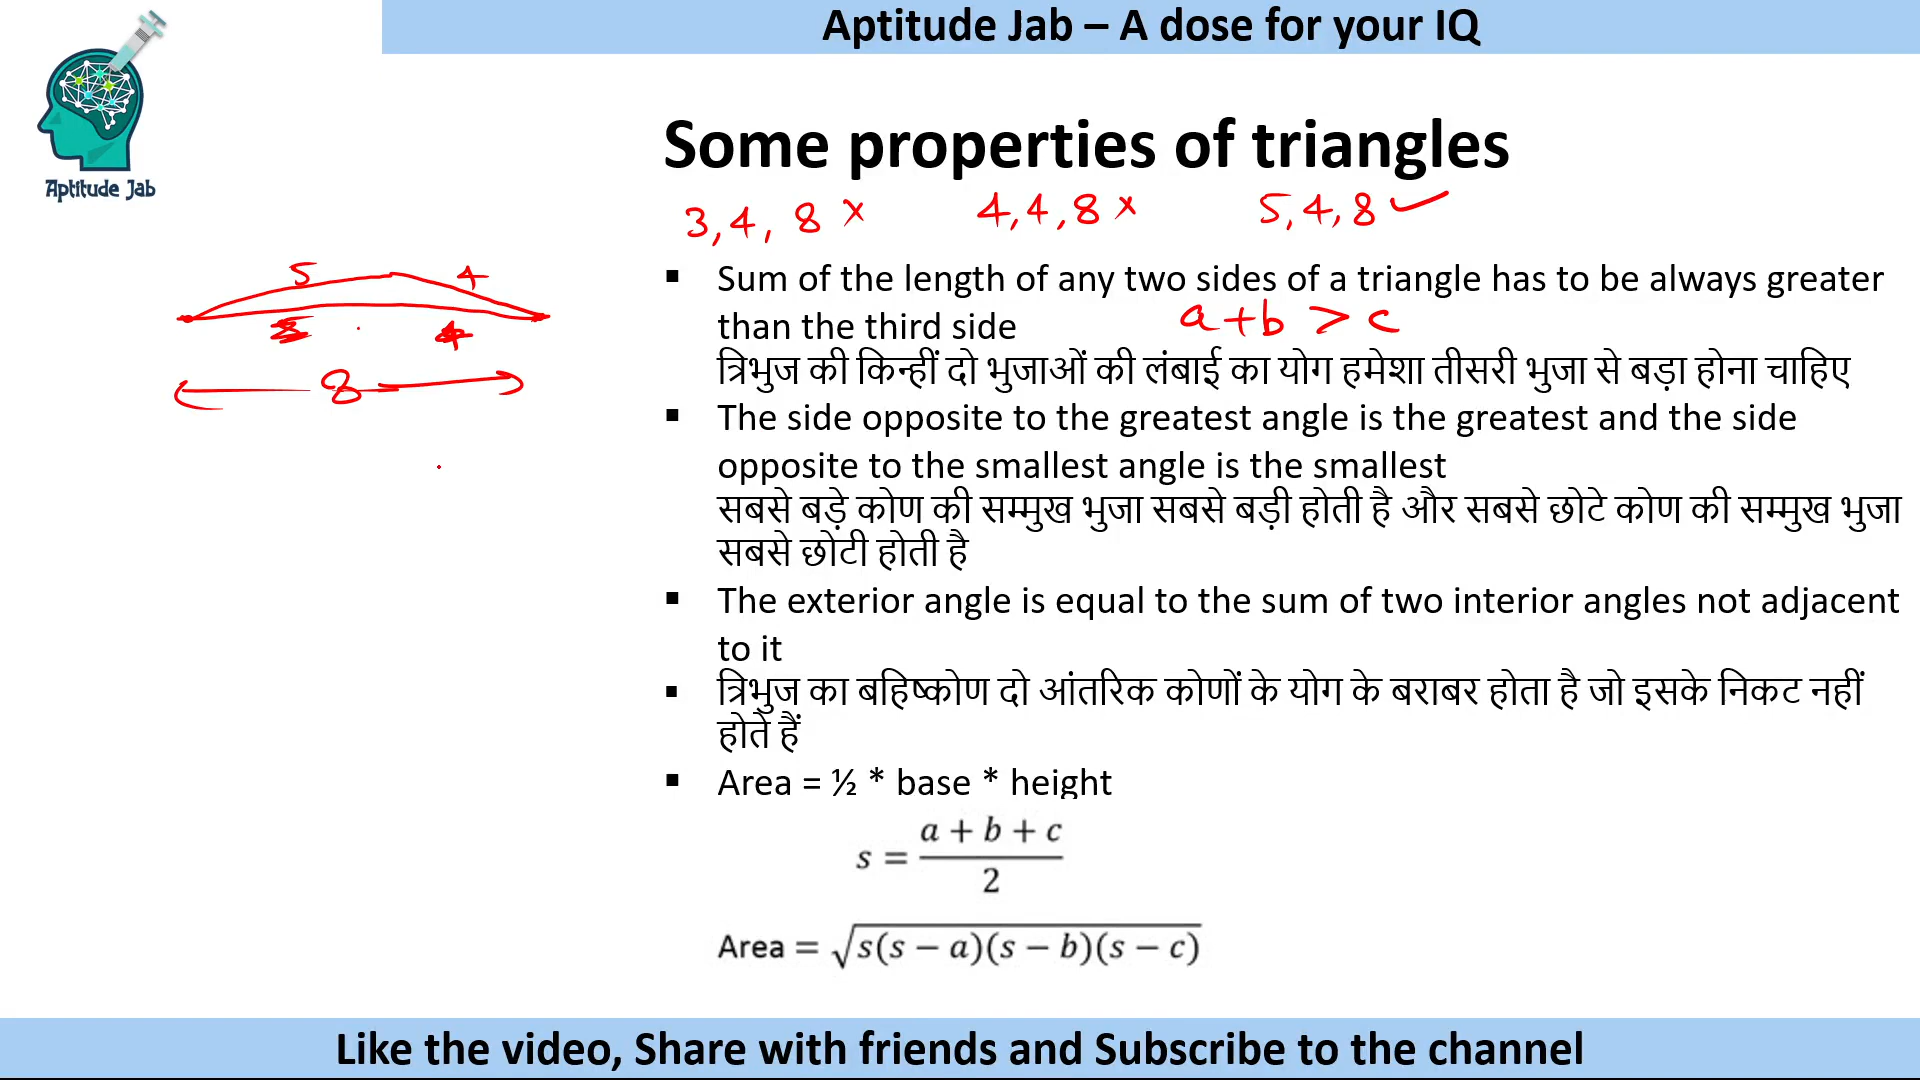 Aptitude Jab – A dose for your IQ
Aptitude Jab
Some properties of triangles
3, 4, 8 × 4, 4, 8 × 5, 4, 8 ✓
▪ Sum of the length of any two sides of a triangle has to be always greater
than the third side a + b > c
त्रिभुज की किन्हीं दो भुजाओं की लंबाई का योग हमेशा तीसरी भुजा से बड़ा होना चाहिए
5 4
4
8
▪ The side opposite to the greatest angle is the greatest and the side
opposite to the smallest angle is the smallest
सबसे बड़े कोण की सम्मुख भुजा सबसे बड़ी होती है और सबसे छोटे कोण की सम्मुख भुजा
सबसे छोटी होती है
▪ The exterior angle is equal to the sum of two interior angles not adjacent
to it
▪ त्रिभुज का बहिष्कोण दो आंतरिक कोणों के योग के बराबर होता है जो इसके निकट नहीं
होते हैं
▪ Area = ½ * base * height
s = (a + b + c)/2
Area = √s(s − a)(s − b)(s − c)
Like the video, Share with friends and Subscribe to the channel